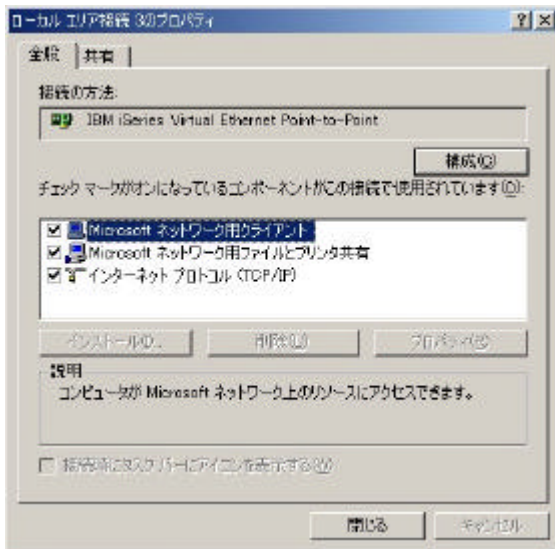 ローカル エリア接続 3のプロパティ
全般
共有
接続の方法:
IBM iSeries Virtual Ethernet Point-to-Point
構成(C)
チェック マークがオンになっているコンポーネントがこの接続で使用されています(O):
Microsoft ネットワーク用クライアント
Microsoft ネットワーク用ファイルとプリンタ共有
インターネット プロトコル (TCP/IP)
インストール(I)...
削除(U)
プロパティ(R)
説明
コンピュータが Microsoft ネットワーク上のリソースにアクセスできます。
接続時にタスク バーにアイコンを表示する(W)
閉じる
キャンセル